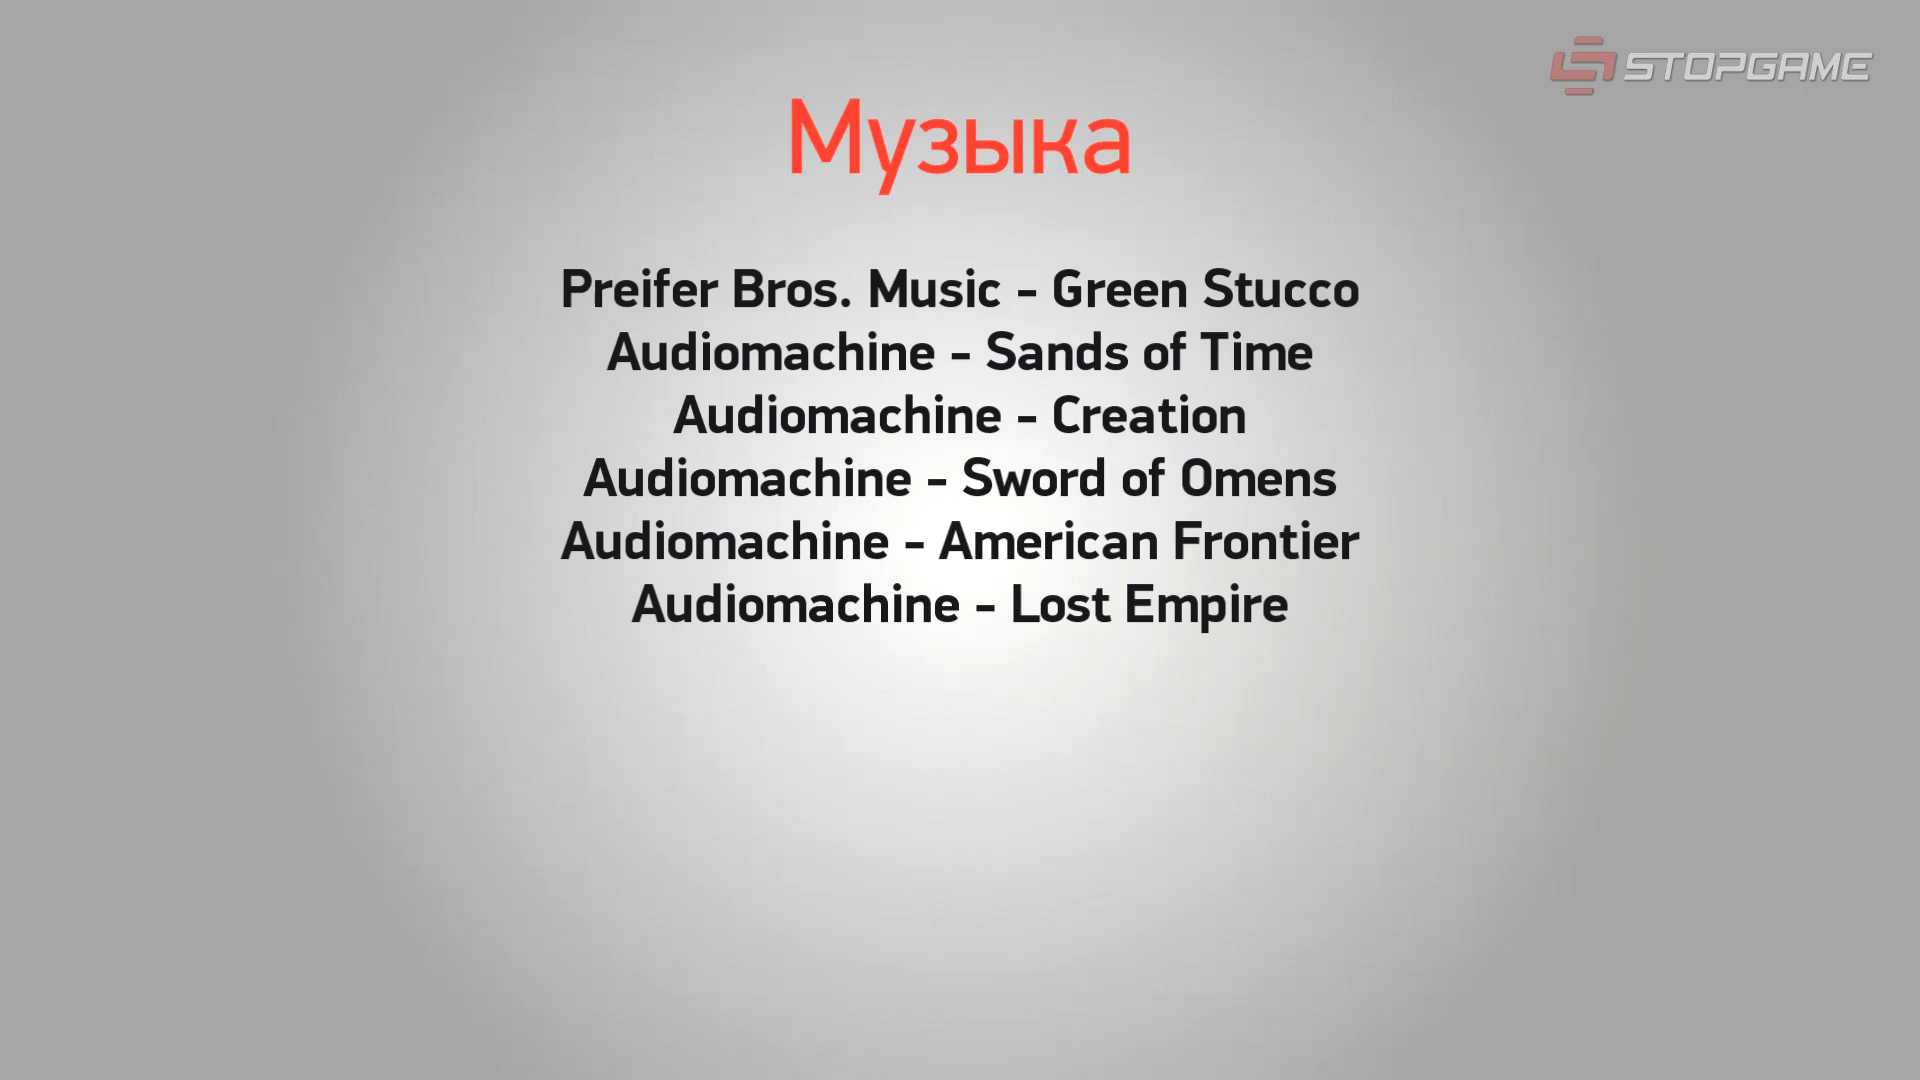 STOPGAME
Музыка
Preifer Bros. Music - Green Stucco
Audiomachine - Sands of Time
Audiomachine - Creation
Audiomachine - Sword of Omens
Audiomachine - American Frontier
Audiomachine - Lost Empire